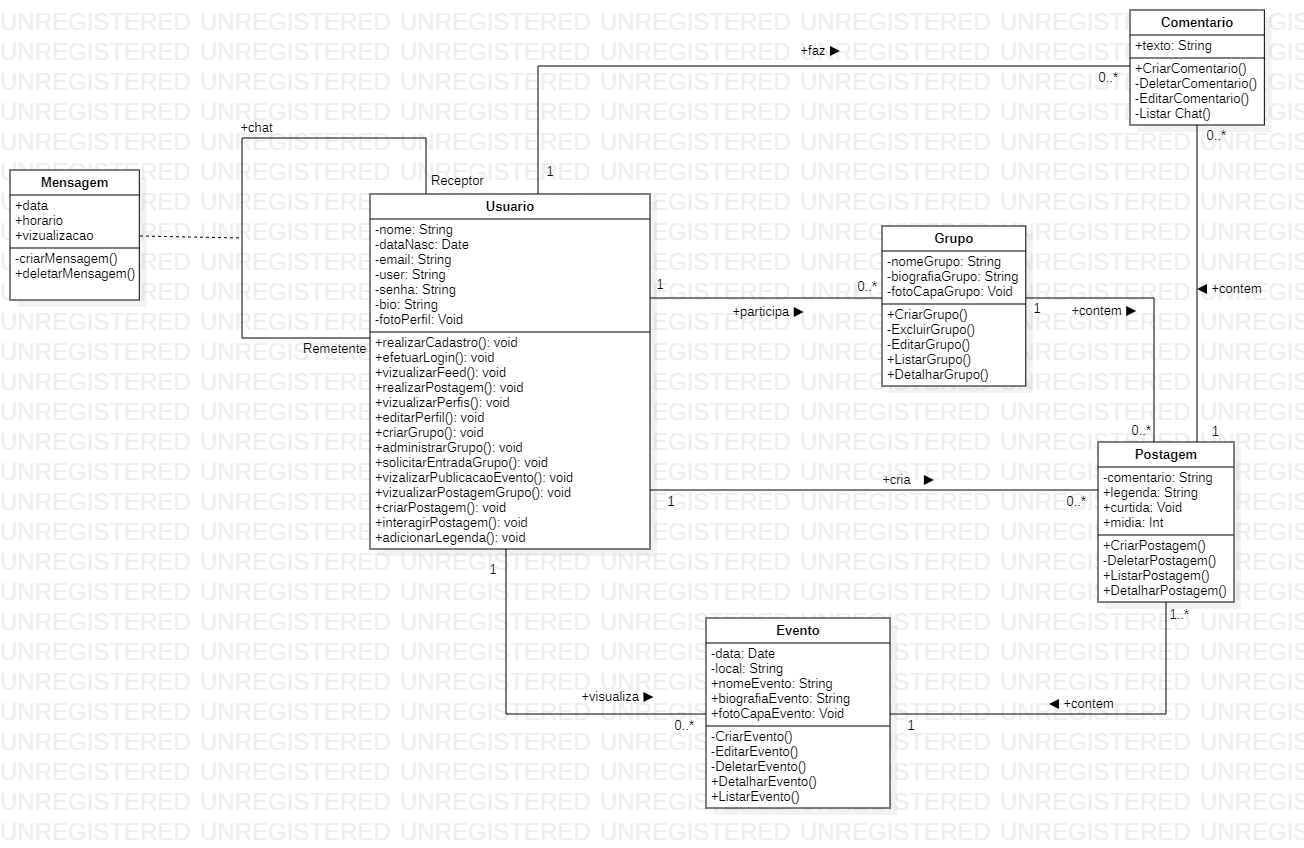 Comentario
+texto: String
+CriarComentario()
-DeletarComentario()
-EditarComentario()
-Listar Chat()
+faz ►
0..*
1
0..*
+chat
Receptor
Remetente
Mensagem
+data
+horario
+vizualizacao
-criarMensagem()
+deletarMensagem()
Usuario
-nome: String
-dataNasc: Date
-email: String
-user: String
-senha: String
-bio: String
-fotoPerfil: Void
+realizarCadastro(): void
+efetuarLogin(): void
+vizualizarFeed(): void
+realizarPostagem(): void
+vizualizarPerfis(): void
+editarPerfil(): void
+criarGrupo(): void
+administrarGrupo(): void
+solicitarEntradaGrupo(): void
+vizalizarPublicacaoEvento(): void
+vizualizarPostagemGrupo(): void
+criarPostagem(): void
+interagirPostagem(): void
+adicionarLegenda(): void
1
0..*
+participa ►
Grupo
-nomeGrupo: String
-biografiaGrupo: String
-fotoCapaGrupo: Void
+CriarGrupo()
-ExcluirGrupo()
-EditarGrupo()
+ListarGrupo()
+DetalharGrupo()
1
+contem ►
◄ +contem
0..*
1
+cria ►
1
0..*
Postagem
-comentario: String
+legenda: String
+curtida: Void
+midia: Int
+CriarPostagem()
-DeletarPostagem()
+ListarPostagem()
+DetalharPostagem()
1..*
1
+visualiza ►
0..*
Evento
-data: Date
-local: String
+nomeEvento: String
+biografiaEvento: String
+fotoCapaEvento: Void
-CriarEvento()
-EditarEvento()
-DeletarEvento()
+DetalharEvento()
+ListarEvento()
◄ +contem
1
UNREGISTERED